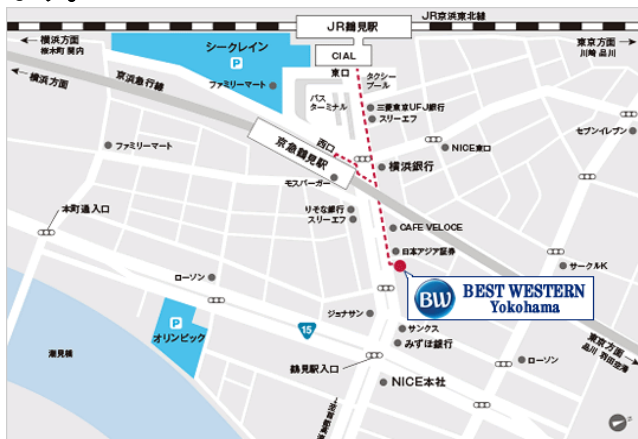 JR鶴見駅
JR京浜東北線
横浜方面
桜木町 関内
シークレイン
P
CIAL
東口
タクシー
プール
東京方面
川崎 品川
横浜方面
京浜急行線
ファミリーマート
バス
ターミナル
三菱東京UFJ銀行
スリーエフ
セブンイレブン
ファミリーマート
京急鶴見駅
西口
横浜銀行
NICE東口
モスバーガー
本町通入口
りそな銀行
スリーエフ
CAFE VELOCE
日本アジア証券
サークルK
ローソン
BW
BEST WESTERN
Yokohama
P
オリンピック
15
ジョナサン
サンクス
みずほ銀行
東京方面
品川 羽田空港
潮見橋
鶴見駅入口
ローソン
NICE本社